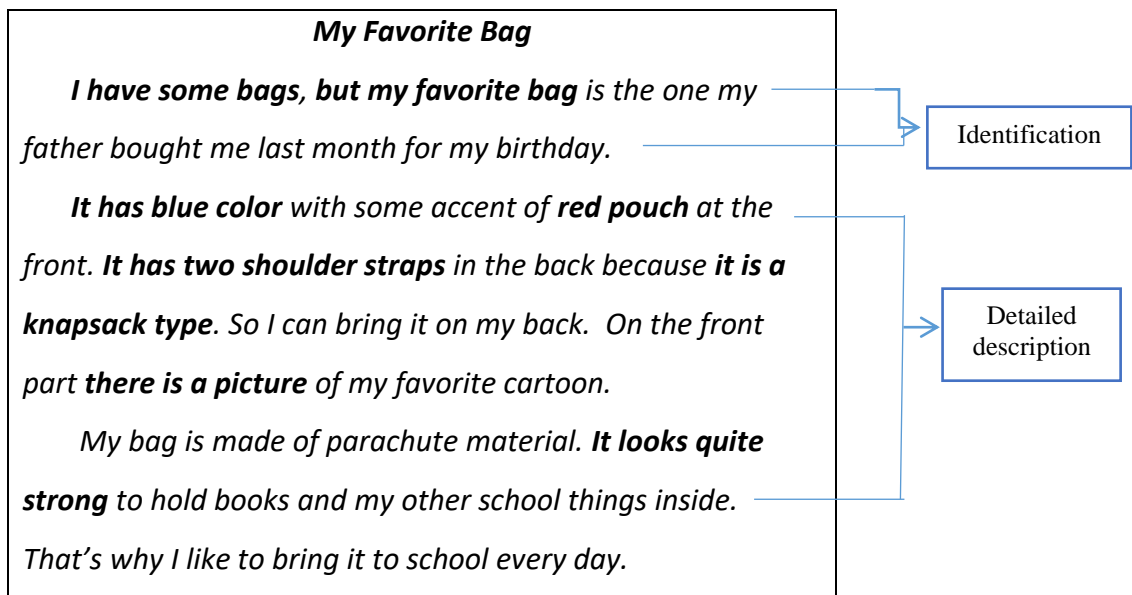 My Favorite Bag
I have some bags, but my favorite bag is the one my
father bought me last month for my birthday.
Identification
It has blue color with some accent of red pouch at the
front. It has two shoulder straps in the back because it is a
knapsack type. So I can bring it on my back. On the front
part there is a picture of my favorite cartoon.
Detailed
description
My bag is made of parachute material. It looks quite
strong to hold books and my other school things inside.
That's why I like to bring it to school every day.